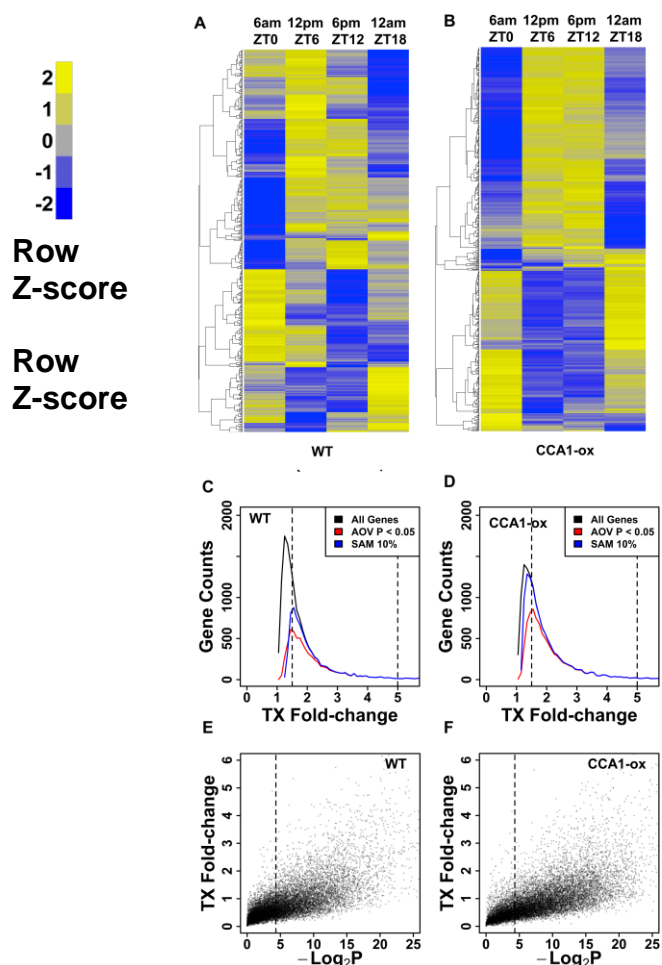 A
6am 12pm 6pm 12am
ZT0 ZT6 ZT12 ZT18
B
6am 12pm 6pm 12am
ZT0 ZT6 ZT12 ZT18
2
1
0
-1
-2
Row
Z-score
Row
Z-score
WT
CCA1-ox
C
WT
All Genes
AOV P < 0.05
SAM 10%
Gene Counts
0 500 1000 2000
0 1 2 3 4 5
TX Fold-change
D
CCA1-ox
All Genes
AOV P < 0.05
SAM 10%
Gene Counts
0 500 1000 2000
0 1 2 3 4 5
TX Fold-change
E
WT
TX Fold-change
0 1 2 3 4 5 6
0 5 10 15 20 25
−Log2P
F
CCA1-ox
TX Fold-change
0 1 2 3 4 5 6
0 5 10 15 20 25
−Log2P